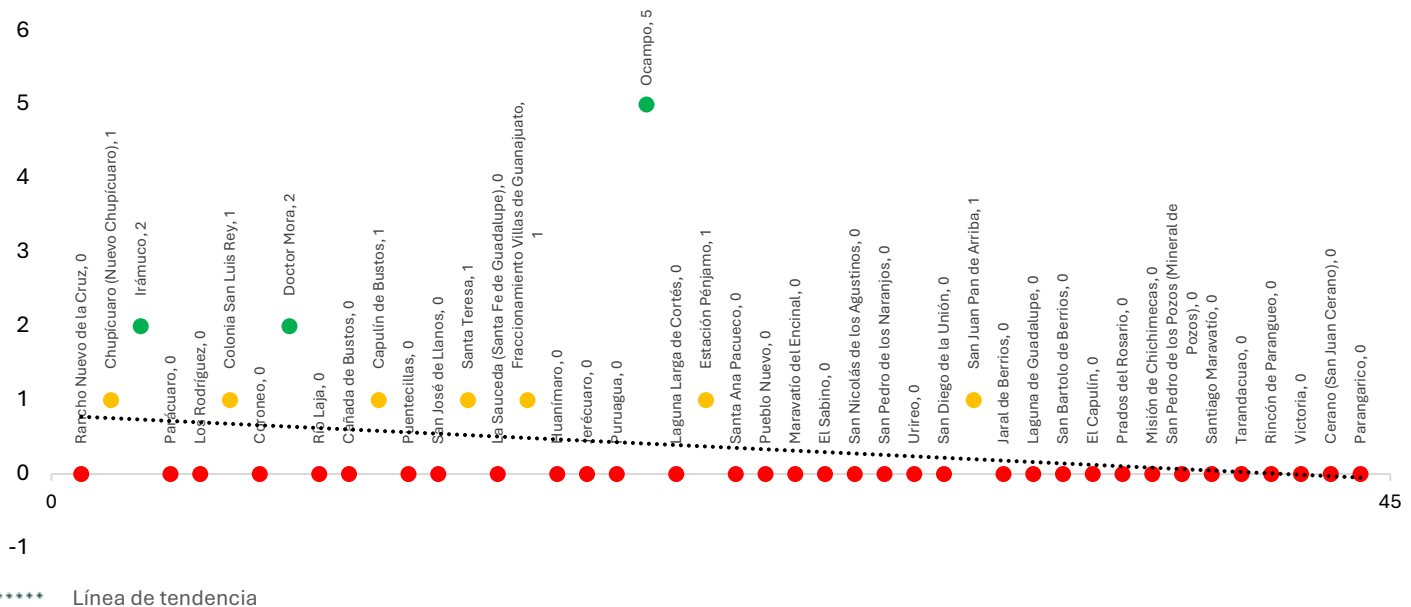 6
5
4
3
2
1
0
-1
0
45
Rancho Nuevo de la Cruz, 0
Chupícuaro (Nuevo Chupícuaro), 1
Irámuco, 2
Panácuaro, 0
Los Rodríguez, 0
Colonia San Luis Rey, 1
Coroneo, 0
Doctor Mora, 2
Río Laja, 0
Cañada de Bustos, 0
Capulín de Bustos, 1
Puentecillas, 0
San José de Llanos, 0
Santa Teresa, 1
La Sauceda (Santa Fe de Guadalupe), 0
Fraccionamiento Villas de Guanajuato,
1
Huanímaro, 0
Jerécuaro, 0
Puruagua, 0
Ocampo, 5
Laguna Larga de Cortés, 0
Estación Pénjamo, 1
Santa Ana Pacueco, 0
Pueblo Nuevo, 0
Maravatío del Encinal, 0
El Sabino, 0
San Nicolás de los Agustinos, 0
San Pedro de los Naranjos, 0
Urireo, 0
San Diego de la Unión, 0
San Juan Pan de Arriba, 1
Jaral de Berrios, 0
Laguna de Guadalupe, 0
San Bartolo de Berrios, 0
El Capulín, 0
Prados del Rosario, 0
Misión de Chichimecas, 0
San Pedro de los Pozos (Mineral de
Pozos), 0
Santiago Maravatío, 0
Tarandacuao, 0
Rincón de Parangueo, 0
Victoria, 0
Cerano (San Juan Cerano), 0
Parangarico, 0
Línea de tendencia